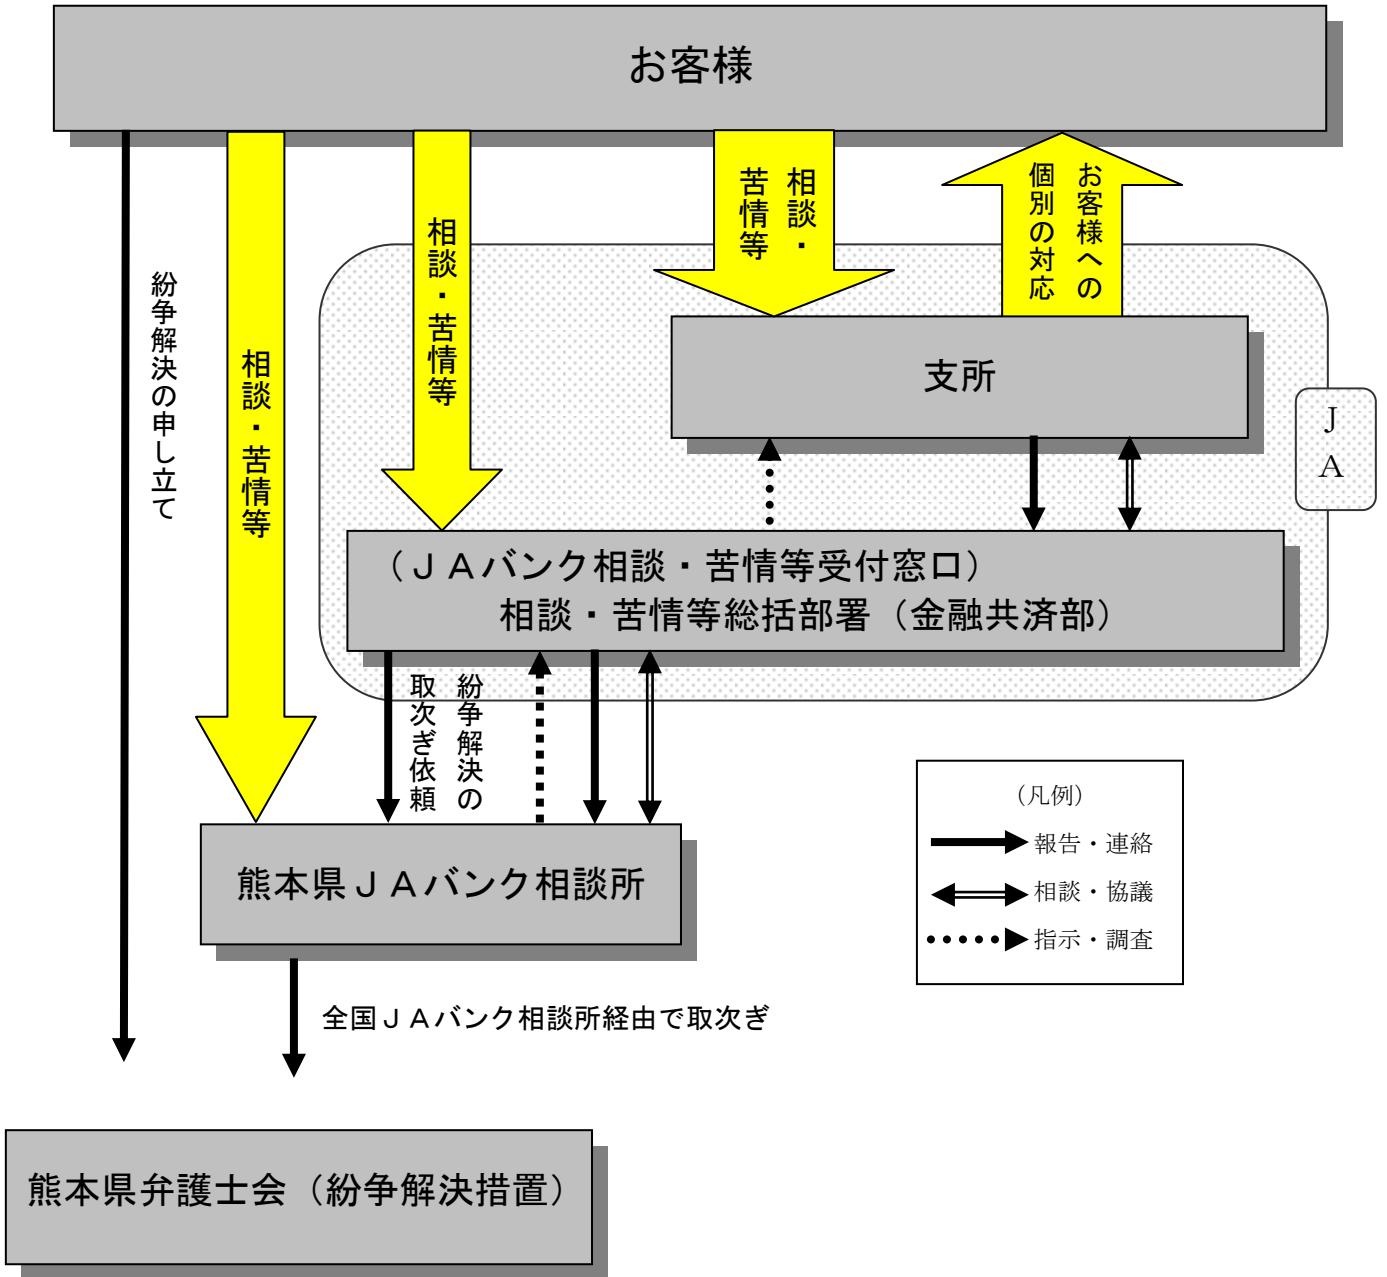 お客様
紛争解決の申し立て
相談・苦情等
相談・苦情等
相談・
苦情等
お客様への
個別の対応
支所
ＪＡ
（ＪＡバンク相談・苦情等受付窓口）
相談・苦情等総括部署（金融共済部）
紛争解決の
取次ぎ依頼
熊本県ＪＡバンク相談所
（凡例）
報告・連絡
相談・協議
指示・調査
全国ＪＡバンク相談所経由で取次ぎ
熊本県弁護士会（紛争解決措置）